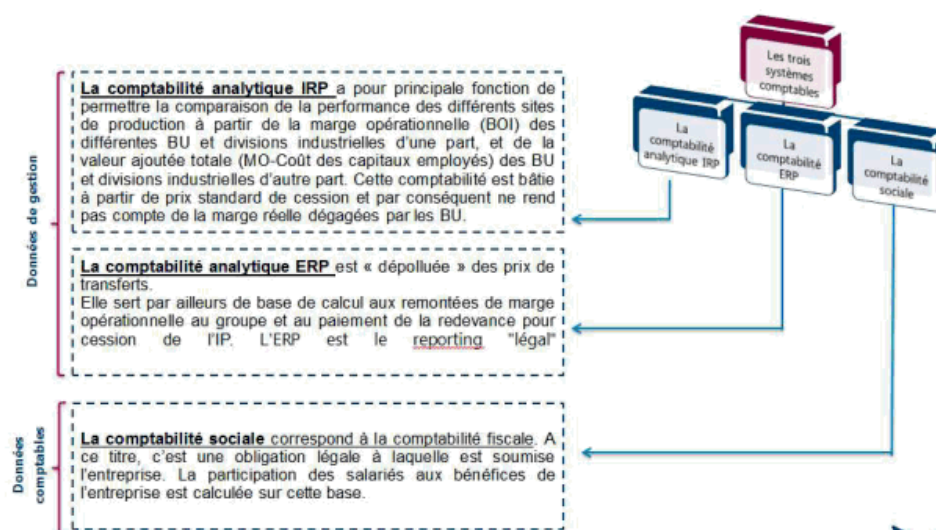 Les trois
systèmes
comptables
La
comptabilité
analytique IRP
La
comptabilité
ERP
La
comptabilité
sociale
Données de gestion
La comptabilité analytique IRP a pour principale fonction de
permettre la comparaison de la performance des différents sites
de production à partir de la marge opérationnelle (BOI) des
différentes BU et divisions industrielles d'une part, et de la
valeur ajoutée totale (MO-Coût des capitaux employés) des BU
et divisions industrielles d'autre part. Cette comptabilité est bâtie
à partir de prix standard de cession et par conséquent ne rend
pas compte de la marge réelle dégagées par les BU.
La comptabilité analytique ERP est « dépolluée » des prix de
transferts.
Elle sert par ailleurs de base de calcul aux remontées de marge
opérationnelle au groupe et au paiement de la redevance pour
cession de l'IP. L'ERP est le reporting "légal"
Données
comptables
La comptabilité sociale correspond à la comptabilité fiscale. A
ce titre, c'est une obligation légale à laquelle est soumise
l'entreprise. La participation des salariés aux bénéfices de
l'entreprise est calculée sur cette base.